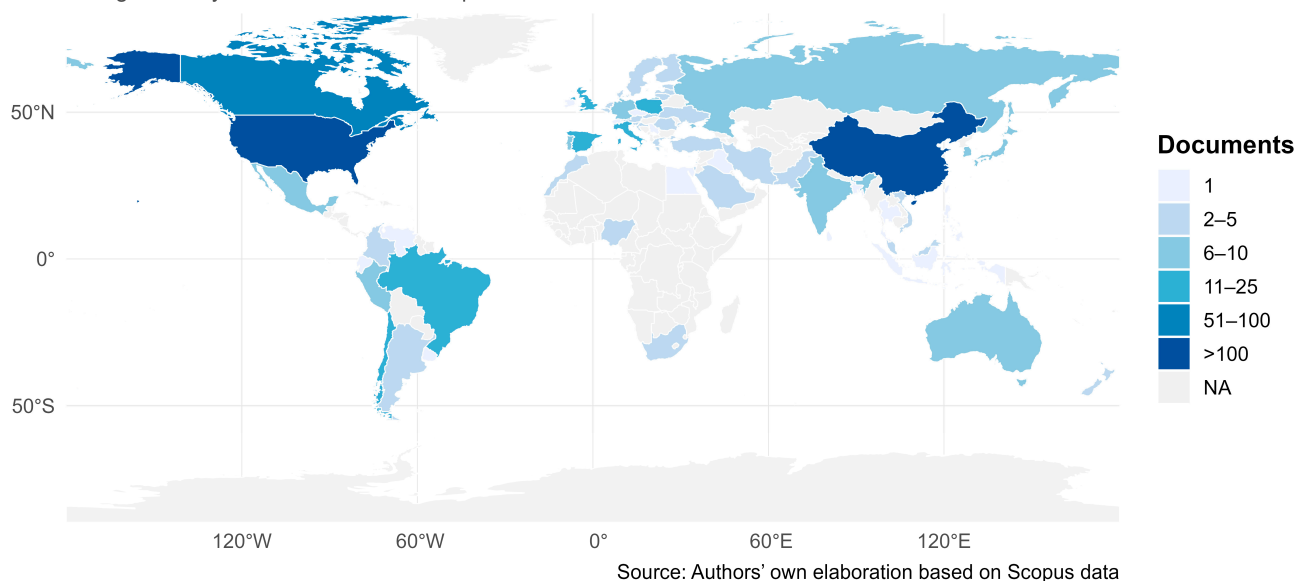 50°N
0°
50°S
120°W
60°W
0°
60°E
120°E
Documents
1
2–5
6–10
11–25
51–100
>100
NA
Source: Authors’ own elaboration based on Scopus data